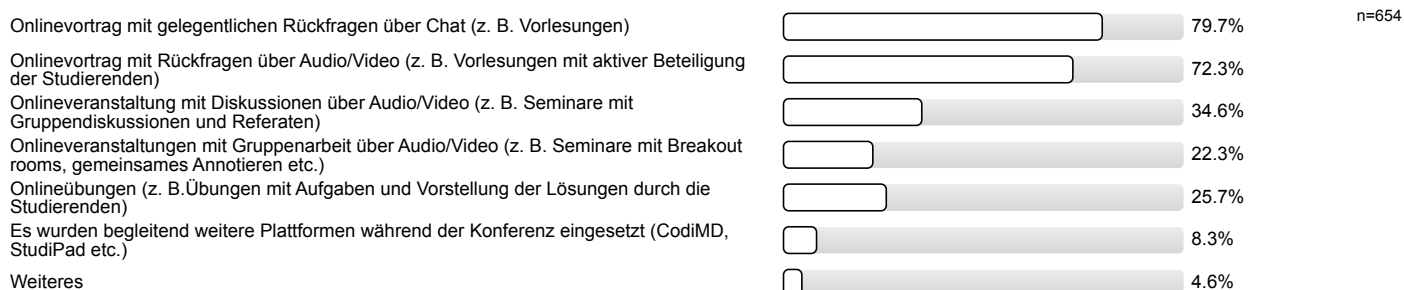 Onlinevortrag mit gelegentlichen Rückfragen über Chat (z. B. Vorlesungen) 79.7% n=654
Onlinevortrag mit Rückfragen über Audio/Video (z. B. Vorlesungen mit aktiver Beteiligung
der Studierenden) 72.3%
Onlineveranstaltung mit Diskussionen über Audio/Video (z. B. Seminare mit
Gruppendiskussionen und Referaten) 34.6%
Onlineveranstaltungen mit Gruppenarbeit über Audio/Video (z. B. Seminare mit Breakout
rooms, gemeinsames Annotieren etc.) 22.3%
Onlineübungen (z. B.Übungen mit Aufgaben und Vorstellung der Lösungen durch die
Studierenden) 25.7%
Es wurden begleitend weitere Plattformen während der Konferenz eingesetzt (CodiMD,
StudiPad etc.) 8.3%
Weiteres 4.6%